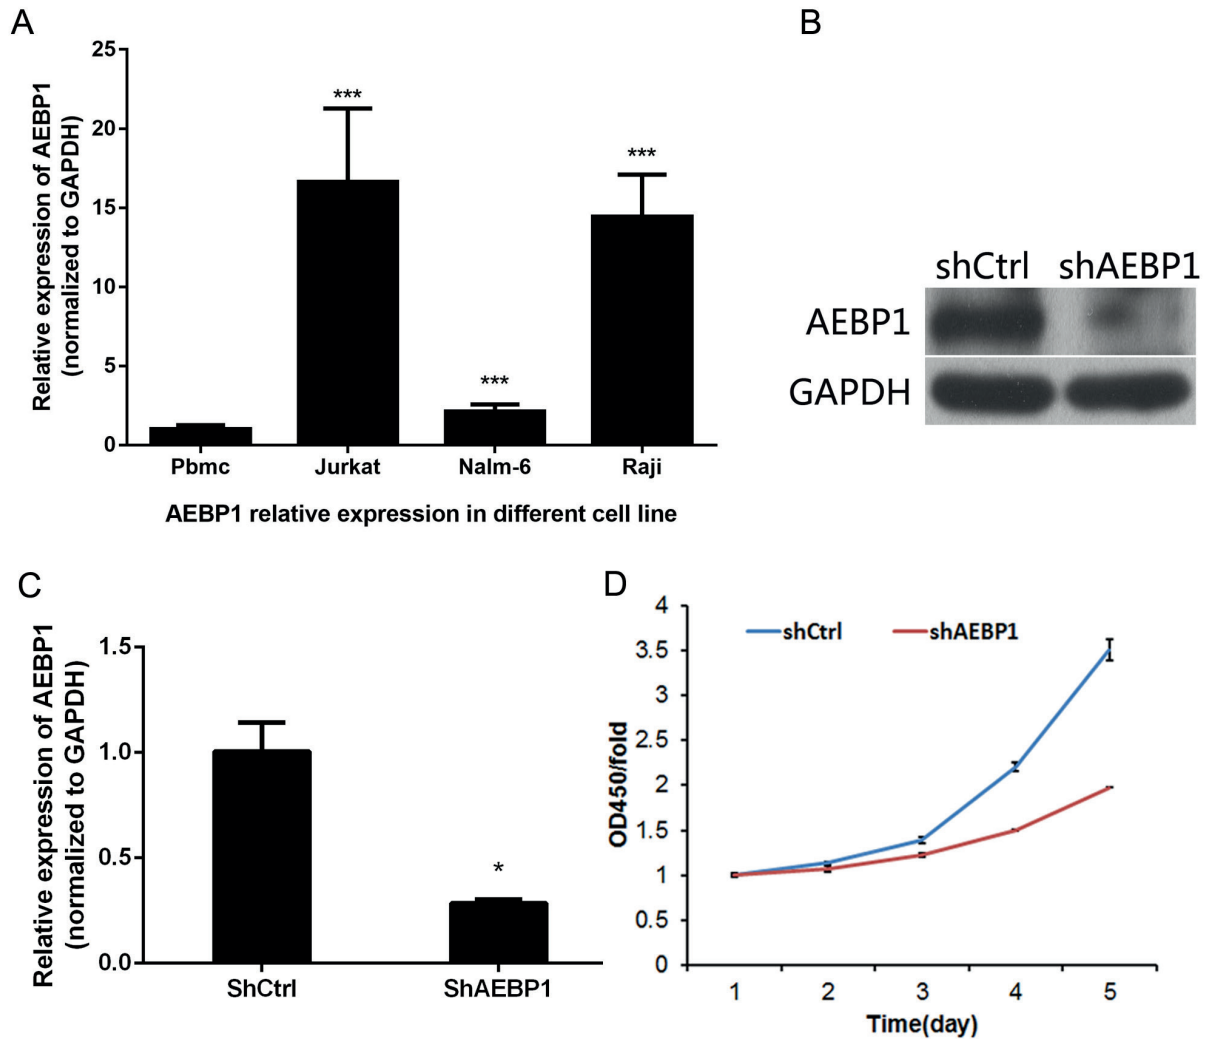 A
Relative expression of AEBP1
(normalized to GAPDH)
25
20
15
10
5
0
***
***
***
Pbmc Jurkat Nalm-6 Raji
AEBP1 relative expression in different cell line
B
shCtrl shAEBP1
AEBP1
GAPDH
C
Relative expression of AEBP1
(normalized to GAPDH)
1.5
1.0
0.5
0.0
*
ShCtrl ShAEBP1
D
OD450/fold
4
3.5
3
2.5
2
1.5
1
0.5
0
shCtrl shAEBP1
1 2 3 4 5
Time(day)